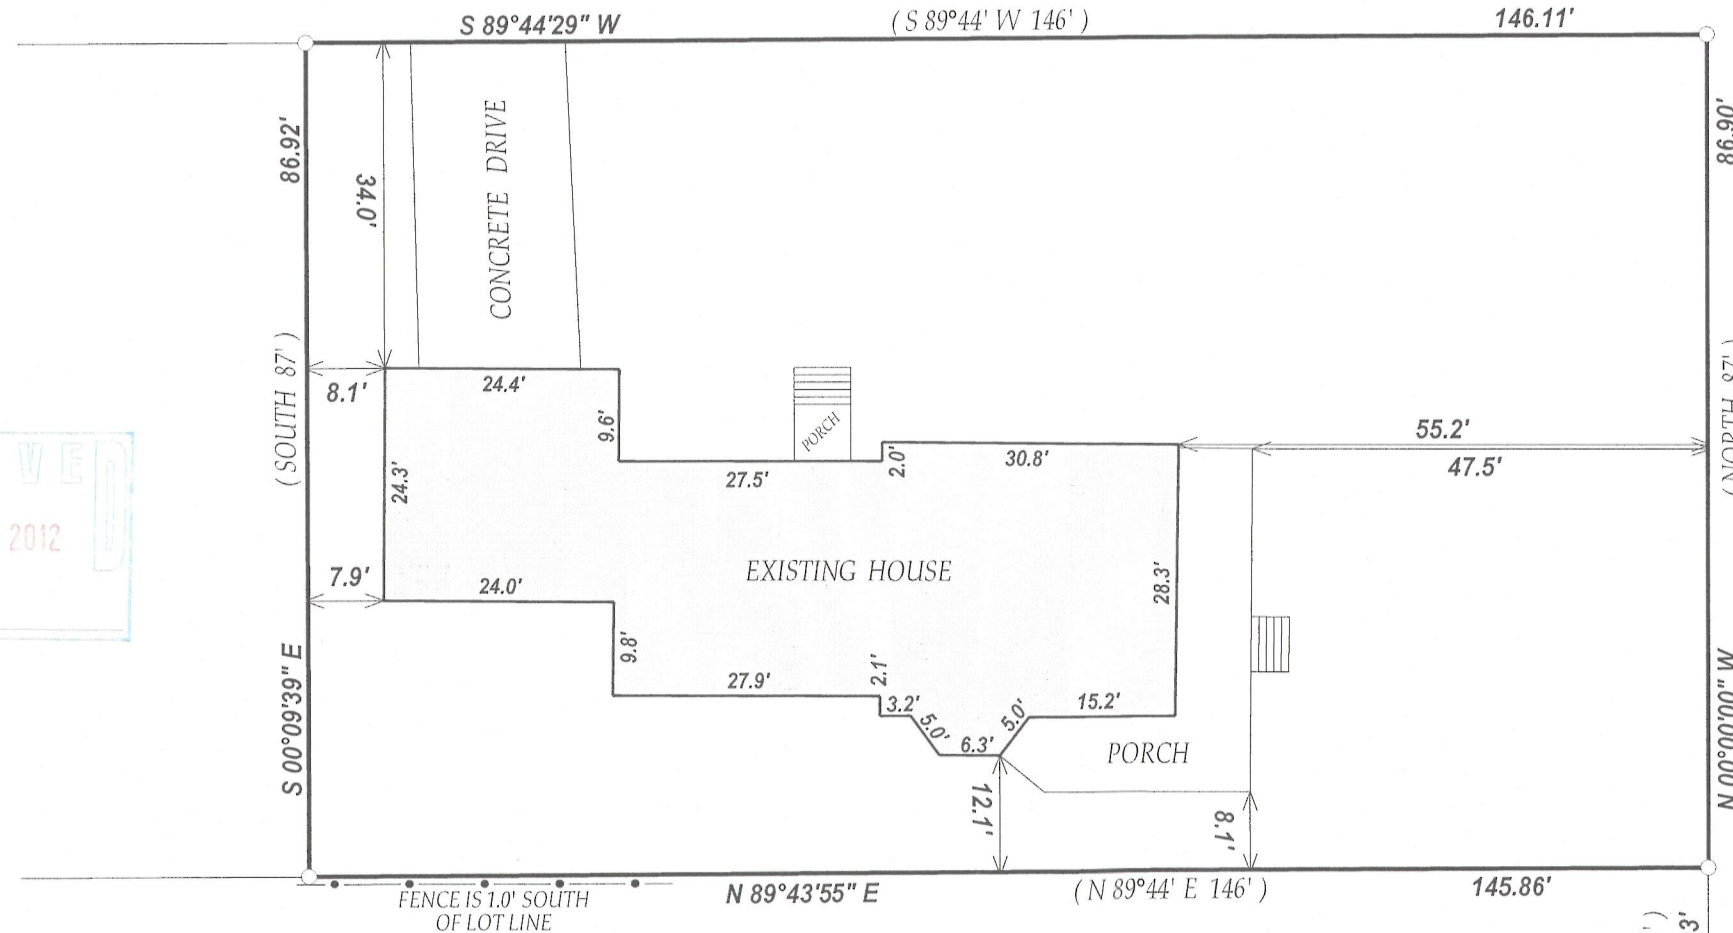 S 89°44'29" W
( S 89°44' W 146' )
146.11'
86.92'
34.0'
CONCRETE DRIVE
86.90'
( SOUTH 87' )
8.1'
24.4'
9.6'
PORCH
2.0'
30.8'
55.2'
47.5'
( NORTH 87' )
27.5'
24.3'
VED
2012
EXISTING HOUSE
7.9'
24.0'
28.3'
9.8'
2.1'
27.9'
3.2'
5.0'
6.3'
5.0'
15.2'
PORCH
S 00°09'39" E
N 00°00'00" W
12.1'
8.1'
FENCE IS 1.0' SOUTH
OF LOT LINE
N 89°43'55" E
( N 89°44' E 146' )
145.86'
3'